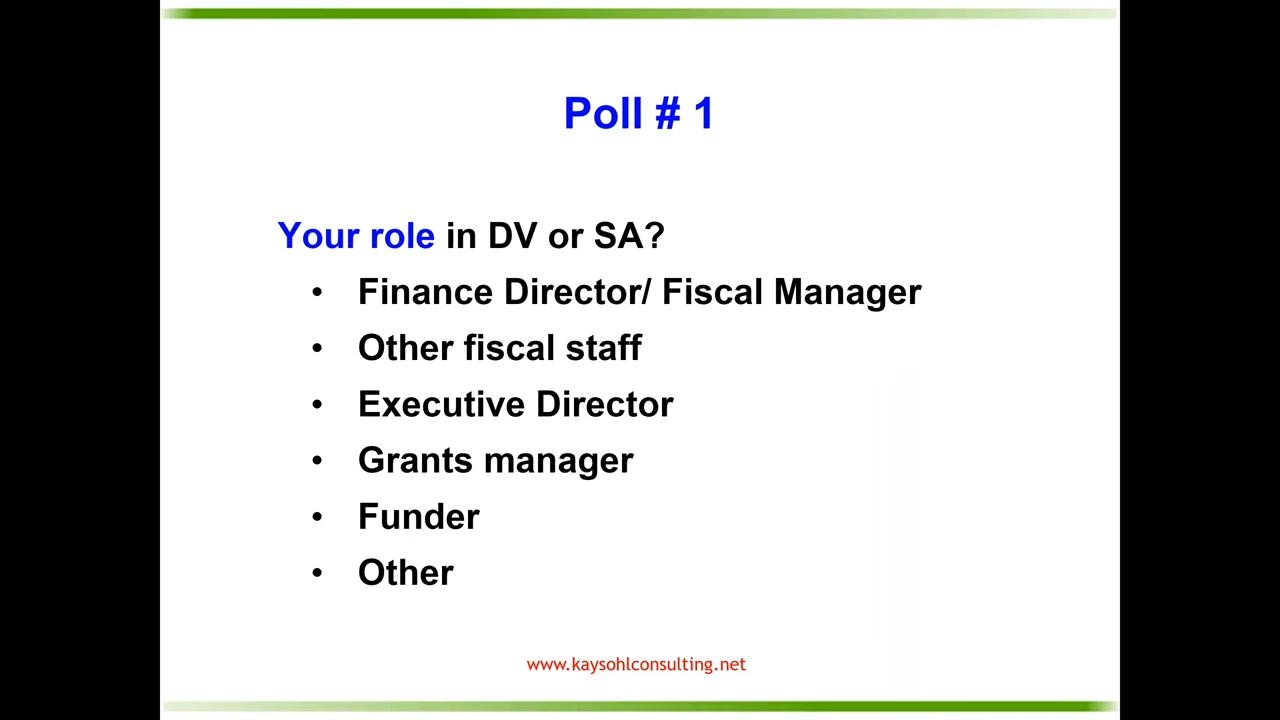 Poll # 1
Your role in DV or SA?
• Finance Director/ Fiscal Manager
• Other fiscal staff
• Executive Director
• Grants manager
• Funder
• Other
www.kaysohlconsulting.net